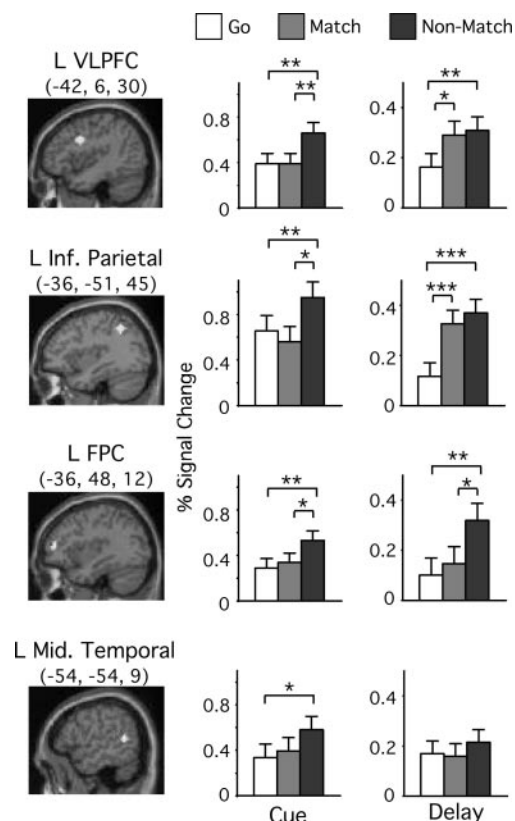 Go Match Non-Match
L VLPFC
(-42, 6, 30)
** **
0.8 0.4 0
** *
0.4 0.2 0
L Inf. Parietal
(-36, -51, 45)
** *
0.8 0.4 0
*** ***
0.4 0.2 0
% Signal Change
L FPC
(-36, 48, 12)
** *
0.8 0.4 0
** *
0.4 0.2 0
L Mid. Temporal
(-54, -54, 9)
*
0.8 0.4 0
0.4 0.2 0
Cue Delay